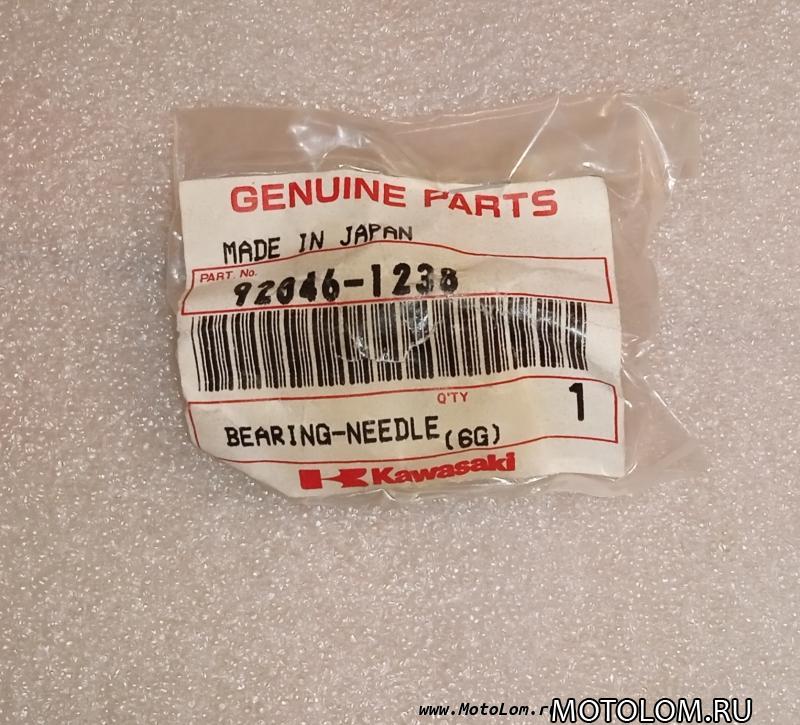 GENUINE PARTS
MADE IN JAPAN
PART. No.
92046-1238
Q'TY
1
BEARING-NEEDLE (6G)
Kawasaki
www.MotoLom.r
MOTOLOM.RU